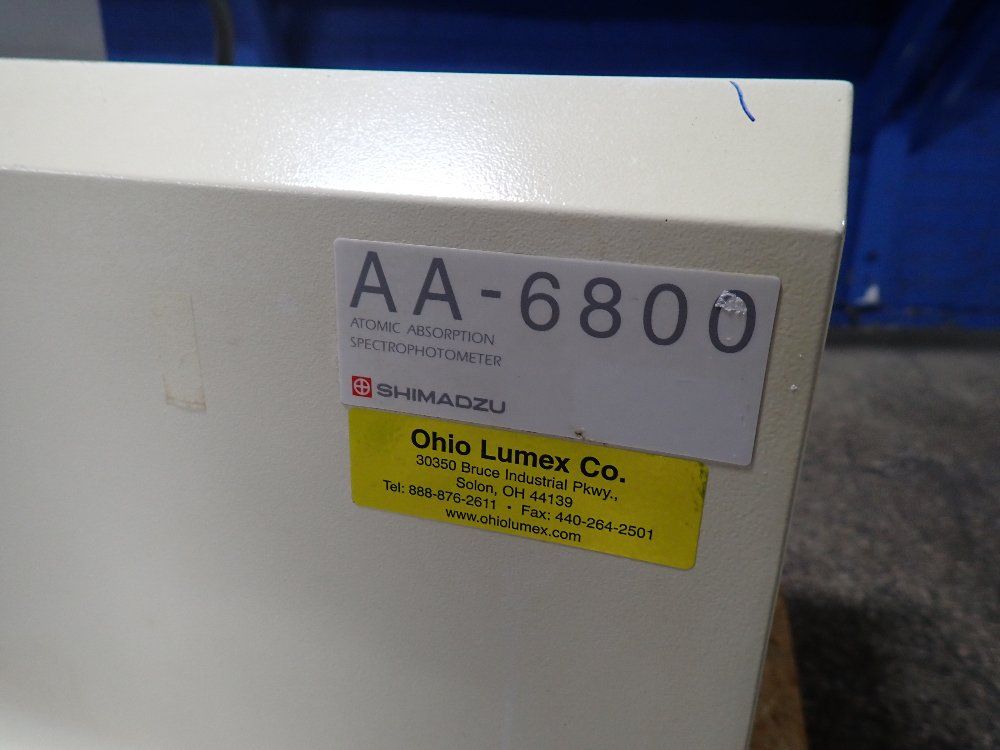 AA-6800
ATOMIC ABSORPTION
SPECTROPHOTOMETER
SHIMADZU
Ohio Lumex Co.
30350 Bruce Industrial Pkwy.,
Solon, OH 44139
Tel: 888-876-2611 • Fax: 440-264-2501
www.ohiolumex.com